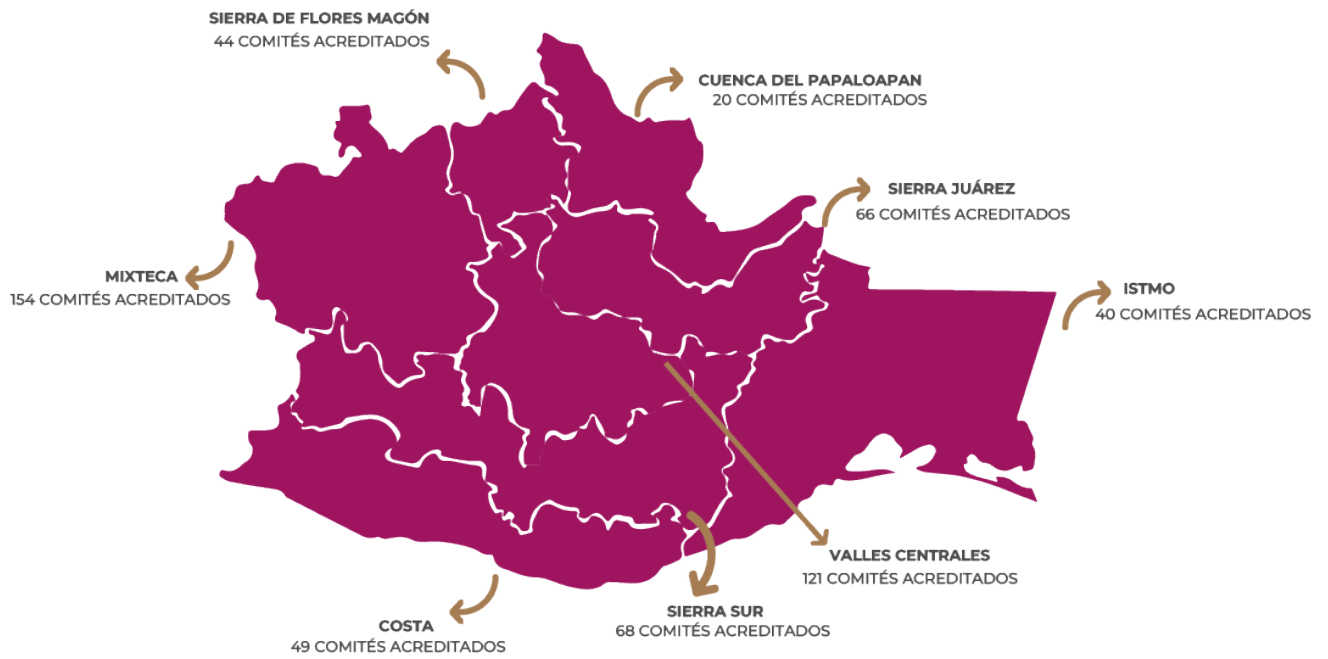 SIERRA DE FLORES MAGÓN
44 COMITÉS ACREDITADOS
CUENCA DEL PAPALOAPAN
20 COMITÉS ACREDITADOS
SIERRA JUÁREZ
66 COMITÉS ACREDITADOS
MIXTECA
154 COMITÉS ACREDITADOS
ISTMO
40 COMITÉS ACREDITADOS
VALLES CENTRALES
121 COMITÉS ACREDITADOS
SIERRA SUR
68 COMITÉS ACREDITADOS
COSTA
49 COMITÉS ACREDITADOS